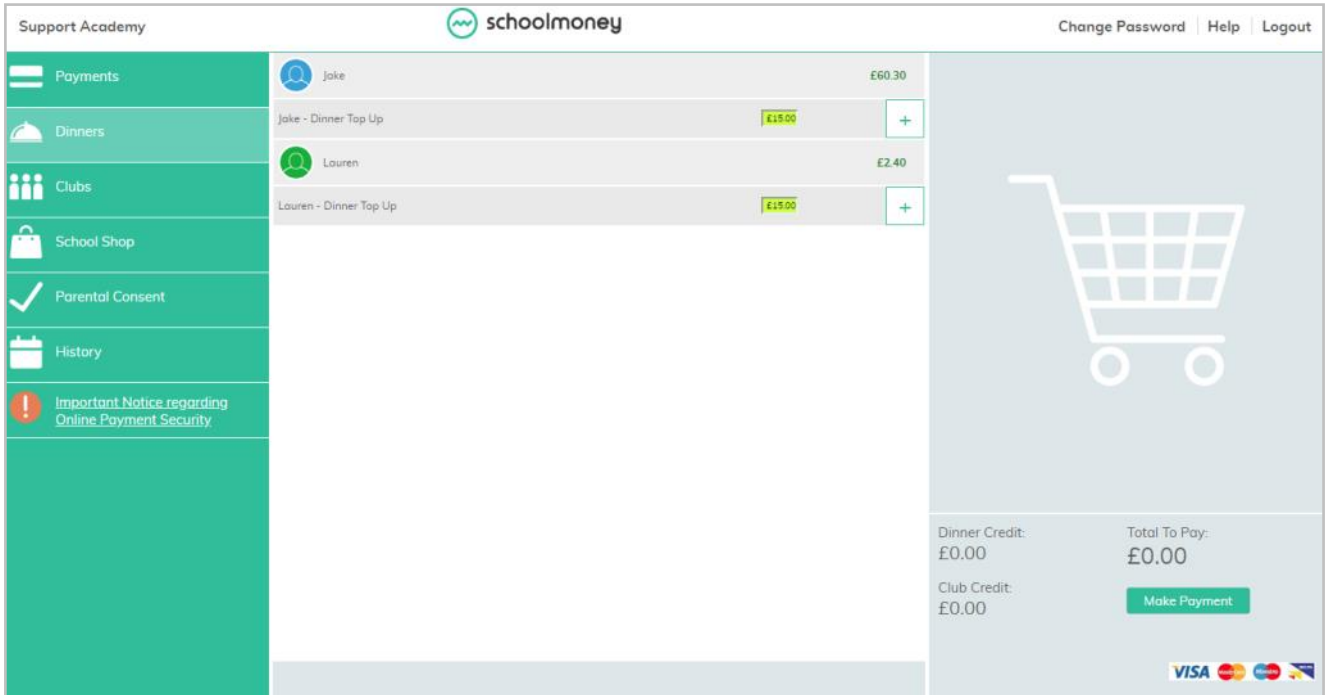 Support Academy
schoolmoney
Change Password Help Logout
Payments
Dinners
Clubs
School Shop
Parental Consent
History
Important Notice regarding
Online Payment Security
Jake £60.30
Jake - Dinner Top Up £15.00 +
Lauren £2.40
Lauren - Dinner Top Up £15.00 +
Dinner Credit:
£0.00
Total To Pay:
£0.00
Club Credit:
£0.00
Make Payment
VISA